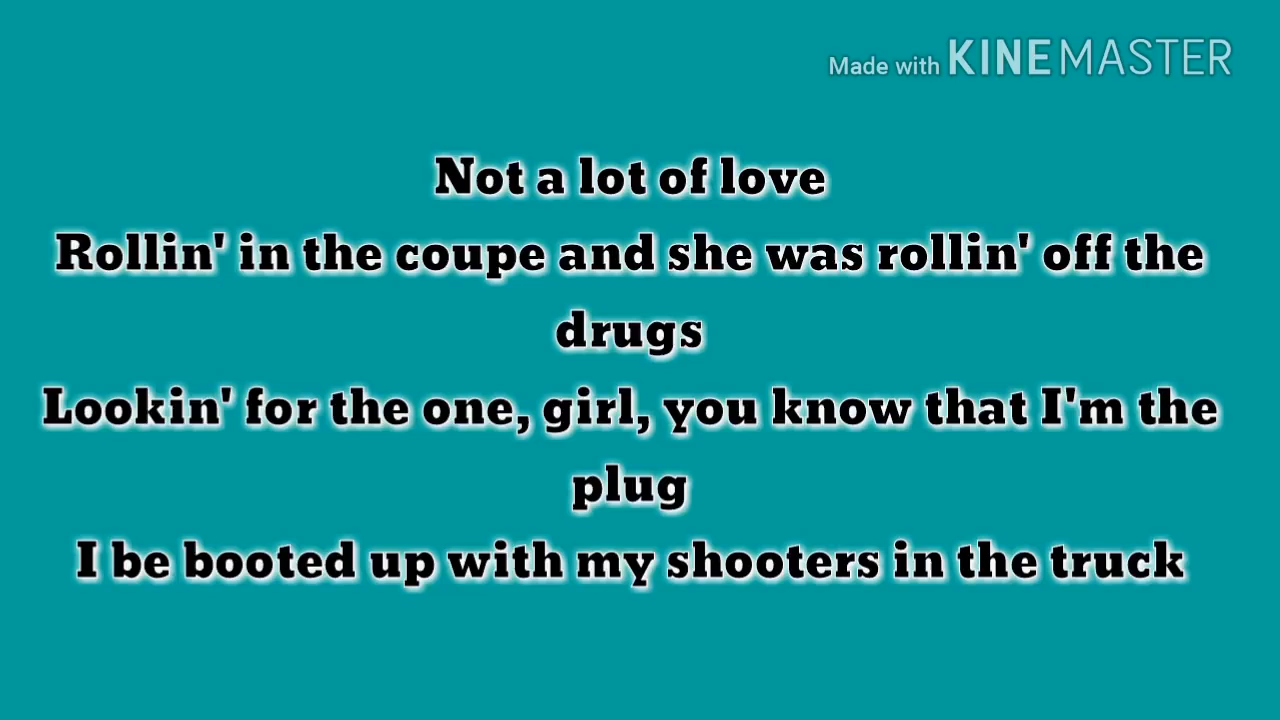 Made with KINEMASTER
Not a lot of love
Rollin' in the coupe and she was rollin' off the
drugs
Lookin' for the one, girl, you know that I'm the
plug
I be booted up with my shooters in the truck